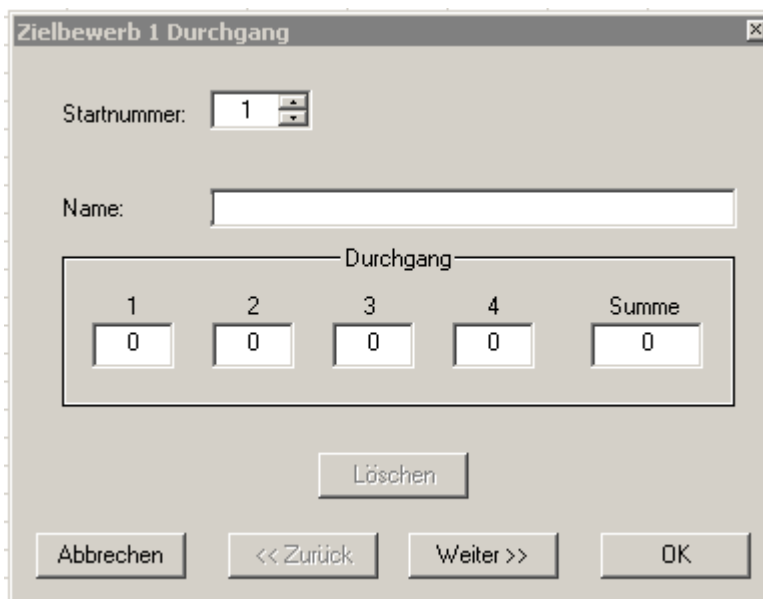 Zielbewerb 1 Durchgang
Startnummer: 1
Name:
Durchgang
1 2 3 4 Summe
0 0 0 0 0
Löschen
Abbrechen << Zurück Weiter >> OK